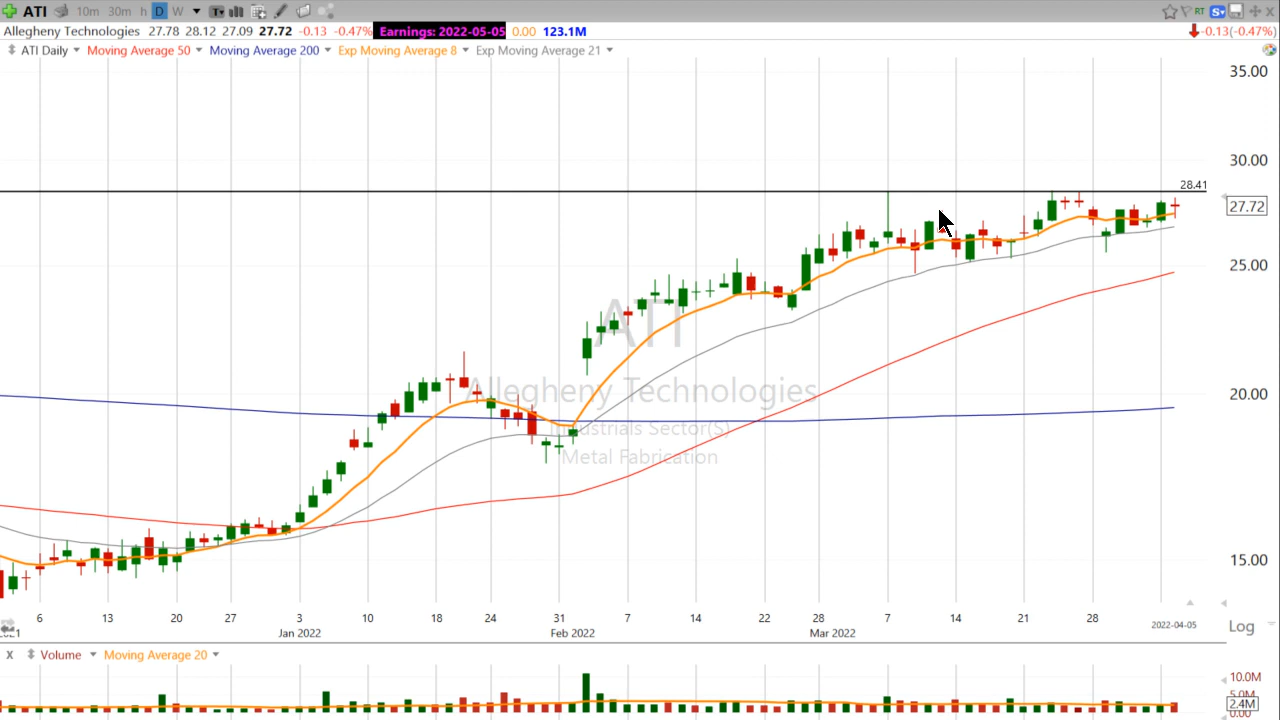 ATI 10m 30m h D W T RT S
Allegheny Technologies 27.78 28.12 27.09 27.72 -0.13 -0.47% Earnings: 2022-05-05 0.00 123.1M -0.13(-0.47%)
ATI Daily Moving Average 50 Moving Average 200 Exp Moving Average 8 Exp Moving Average 21
35.00
30.00
28.41
27.72
25.00
ATI
Allegheny Technologies
20.00
Industrials Sector(S)
Metal Fabrication
15.00
6 13 20 27 3 10 18 24 31 7 14 22 28 7 14 21 28
Jan 2022 Feb 2022 Mar 2022 2022-04-05 Log
X Volume Moving Average 20
10.0M
5.0M
2.4M
0.00